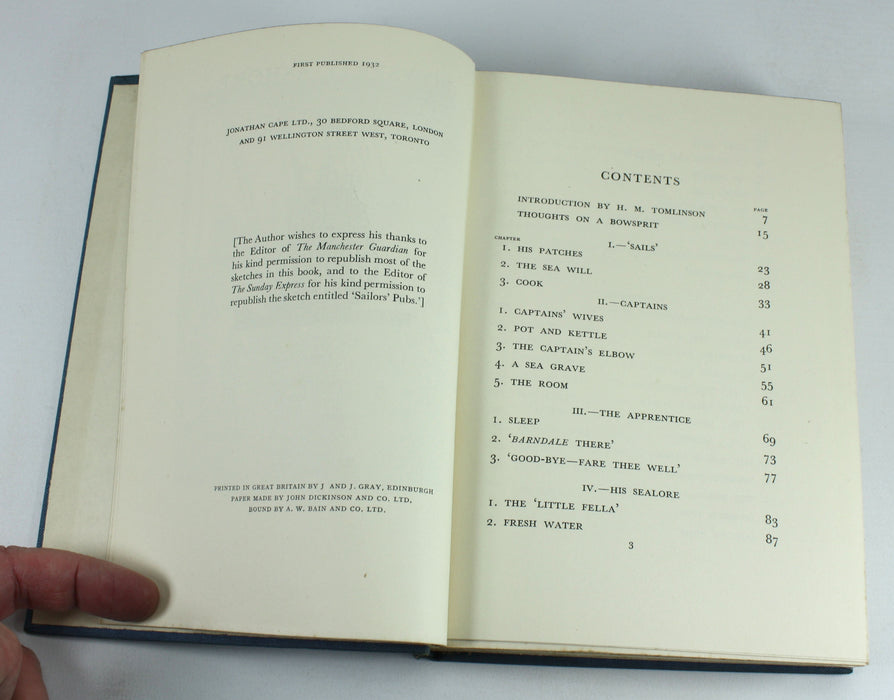 FIRST PUBLISHED 1932
JONATHAN CAPE LTD., 30 BEDFORD SQUARE, LONDON
AND 91 WELLINGTON STREET WEST, TORONTO
[The Author wishes to express his thanks to
the Editor of The Manchester Guardian for
his kind permission to republish most of the
sketches in this book, and to the Editor of
The Sunday Express for his kind permission to
republish the sketch entitled ‘Sailors’ Pubs.’]
PRINTED IN GREAT BRITAIN BY J AND J. GRAY, EDINBURGH
PAPER MADE BY JOHN DICKINSON AND CO. LTD.
BOUND BY A. W. BAIN AND CO. LTD.
CONTENTS
PAGE
INTRODUCTION BY H. M. TOMLINSON 7
THOUGHTS ON A BOWSPRIT 15
CHAPTER
I.—‘SAILS’
1. HIS PATCHES 23
2. THE SEA WILL 28
3. COOK 33
II.—CAPTAINS
1. CAPTAINS’ WIVES 41
2. POT AND KETTLE 46
3. THE CAPTAIN’S ELBOW 51
4. A SEA GRAVE 55
5. THE ROOM 61
III.—THE APPRENTICE
1. SLEEP 69
2. ‘BARNDALE THERE’ 73
3. ‘GOOD-BYE—FARE THEE WELL’ 77
IV.—HIS SEALORE
1. THE ‘LITTLE FELLA’ 83
2. FRESH WATER 87
3